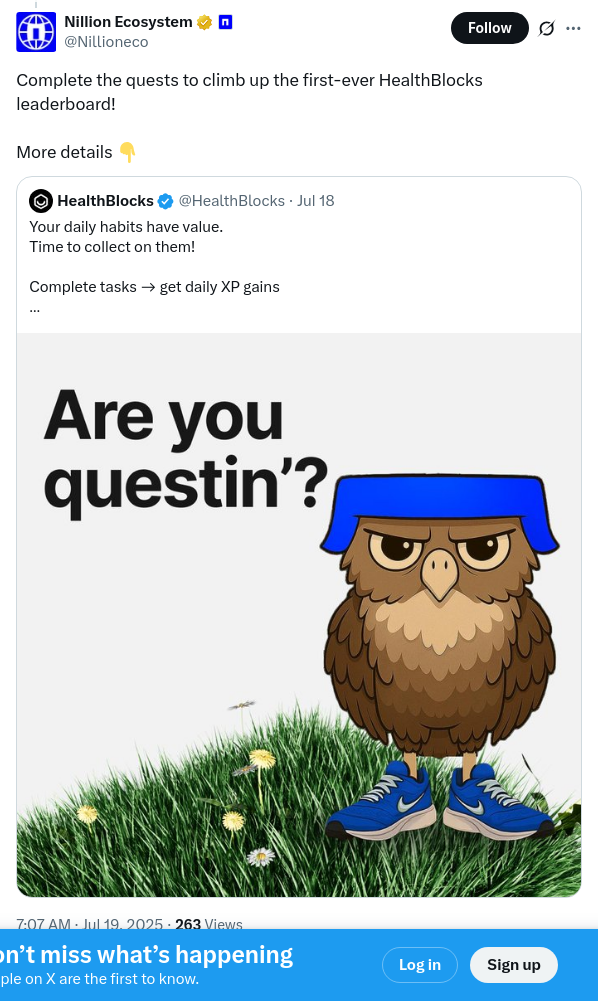 Nillion Ecosystem
@Nillioneco
Follow
Complete the quests to climb up the first-ever HealthBlocks
leaderboard!
More details 👇
HealthBlocks @HealthBlocks · Jul 18
Your daily habits have value.
Time to collect on them!
Complete tasks → get daily XP gains
...
Are you
questin’?
7:07 AM · Jul 19, 2025 · 263 Views
on’t miss what’s happening
ple on X are the first to know.
Log in
Sign up